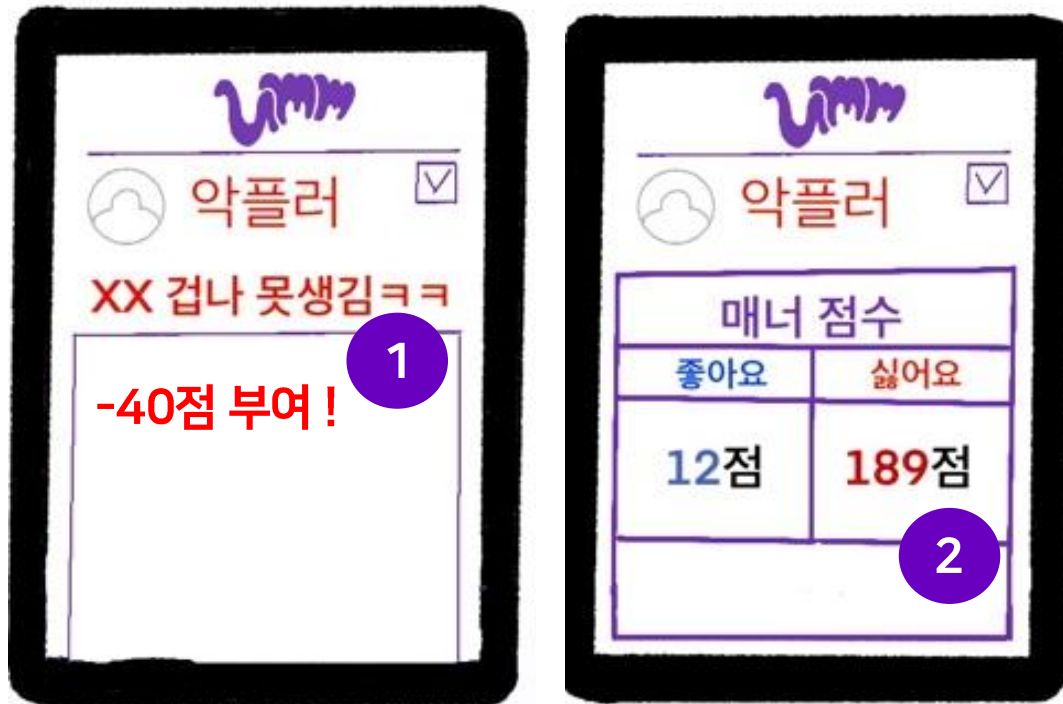 umm
악플러
XX 겁나 못생김ㅋㅋ
1
-40점 부여 !
umm
악플러
매너 점수
좋아요 싫어요
12점 189점
2